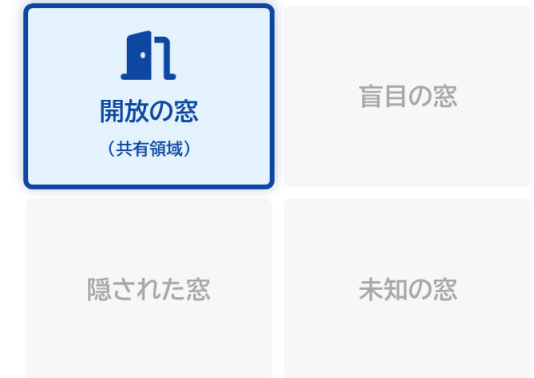 開放の窓
（共有領域）
盲目の窓
隠された窓
未知の窓